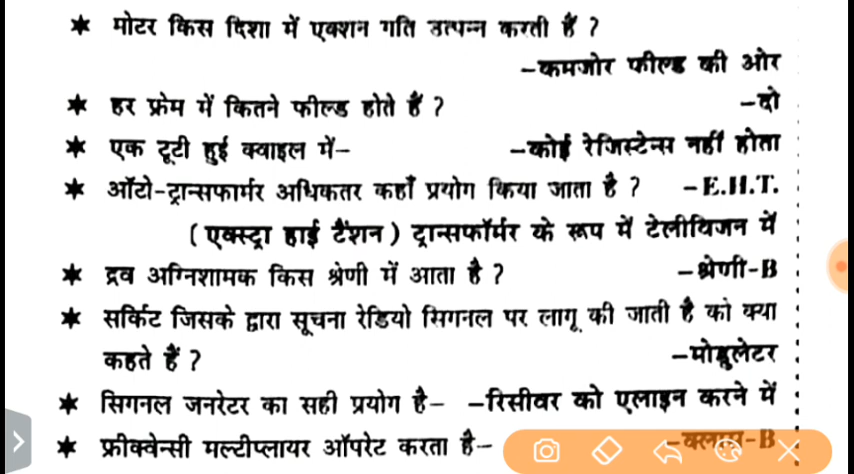 * मोटर किस दिशा में एक्शन गति उत्पन्न करती है ?
-कमजोर फील्ड की ओर
* हर फ्रेम में कितने फील्ड होते हैं ? -दो
* एक टूटी हुई क्वाइल में- -कोई रेजिस्टेन्स नहीं होता
* ऑटो-ट्रान्सफार्मर अधिकतर कहाँ प्रयोग किया जाता है ? -E.H.T.
(एक्स्ट्रा हाई टैंशन) ट्रान्सफॉर्मर के रूप में टेलीविजन में
* द्रव अग्निशामक किस श्रेणी में आता है ? -श्रेणी-B
* सर्किट जिसके द्वारा सूचना रेडियो सिगनल पर लागू की जाती है को क्या
कहते हैं ? -मोडुलेटर
* सिगनल जनरेटर का सही प्रयोग है- -रिसीवर को एलाइन करने में
* फ्रीक्वेन्सी मल्टीप्लायर ऑपरेट करता है- -क्लास-B